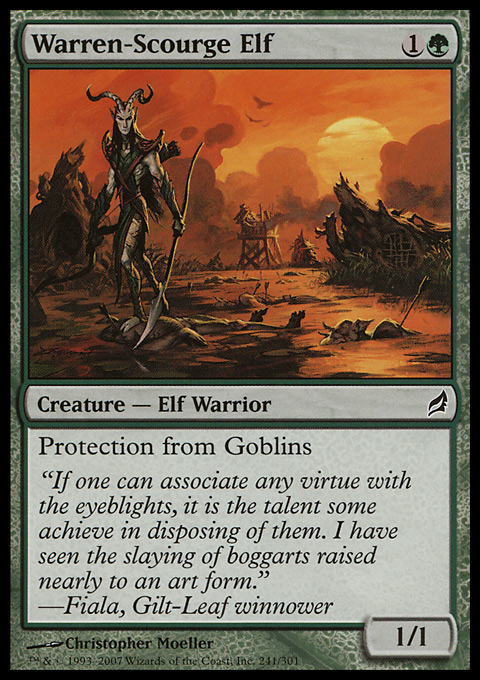 Warren-Scourge Elf 1
Creature — Elf Warrior
Protection from Goblins
“If one can associate any virtue with
the eyeblights, it is the talent some
achieve in disposing of them. I have
seen the slaying of boggarts raised
nearly to an art form.”
—Fiala, Gilt-Leaf winnower
1/1
Christopher Moeller
™ & © 1993–2007 Wizards of the Coast, Inc. 241/301